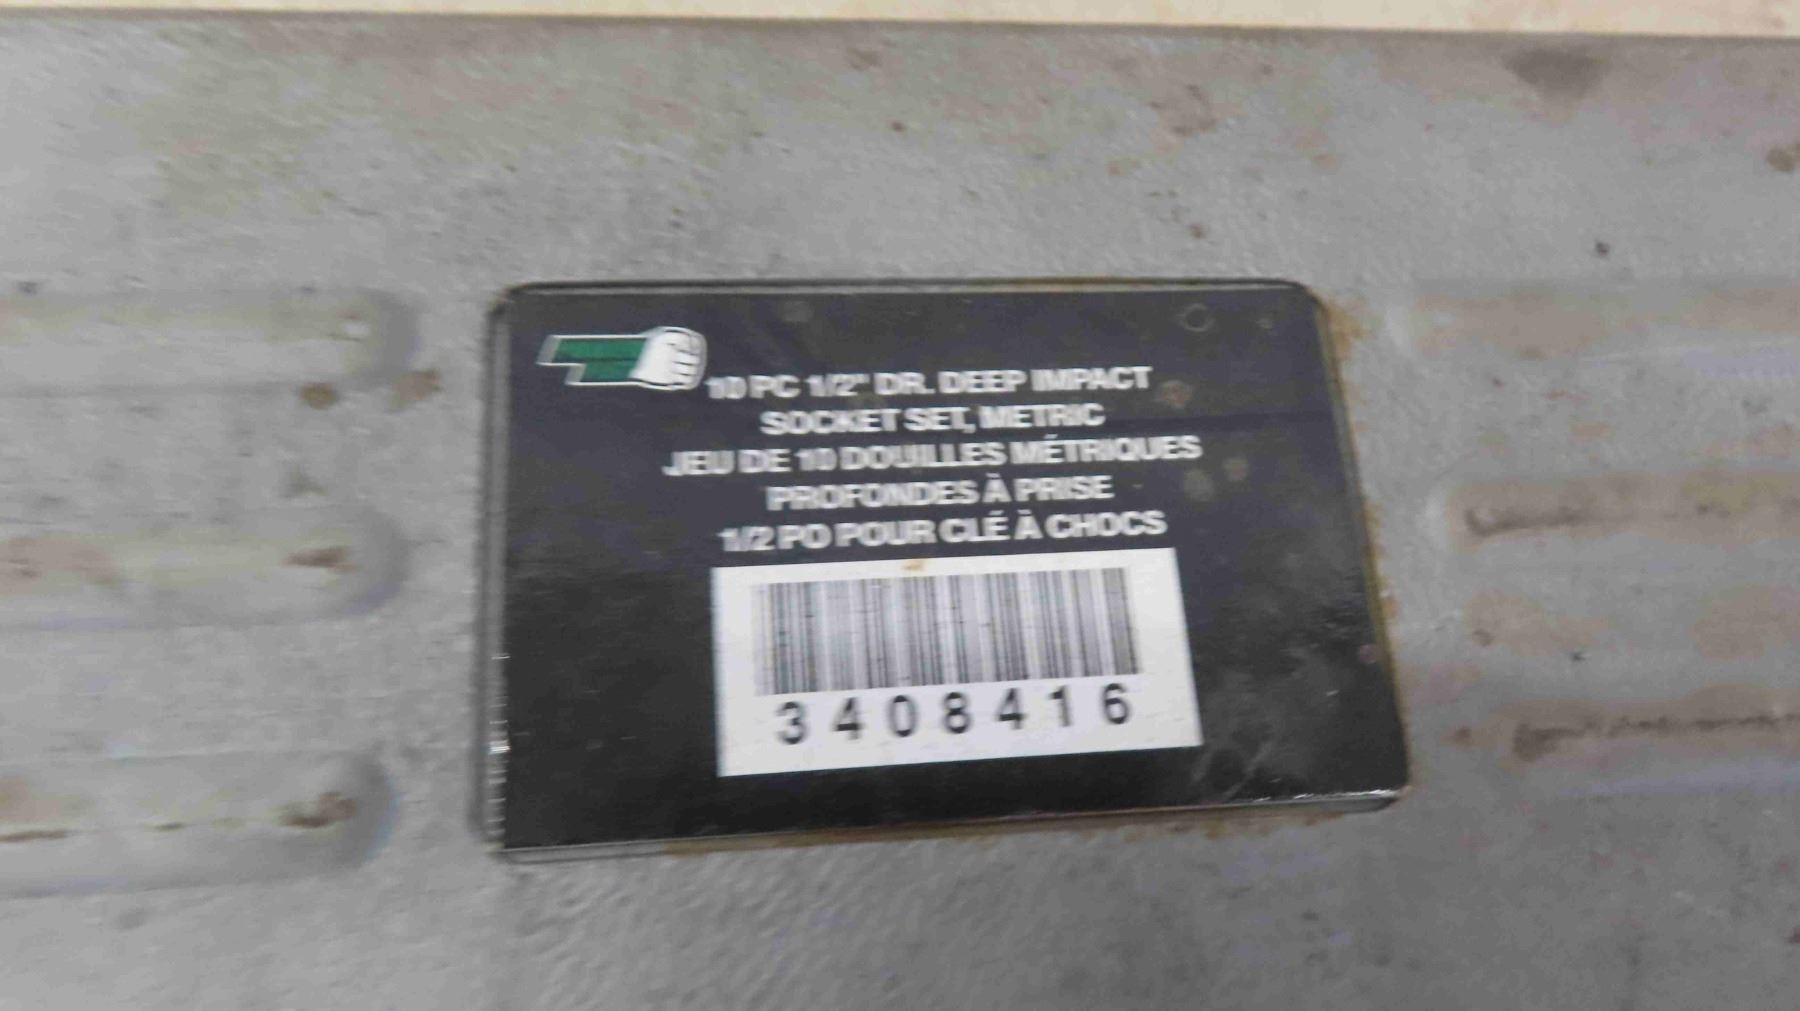 10 PC 1/2" DR. DEEP IMPACT
SOCKET SET, METRIC
JEU DE 10 DOUILLES MÉTRIQUES
PROFONDES À PRISE
1/2 PO POUR CLÉ À CHOCS
3408416